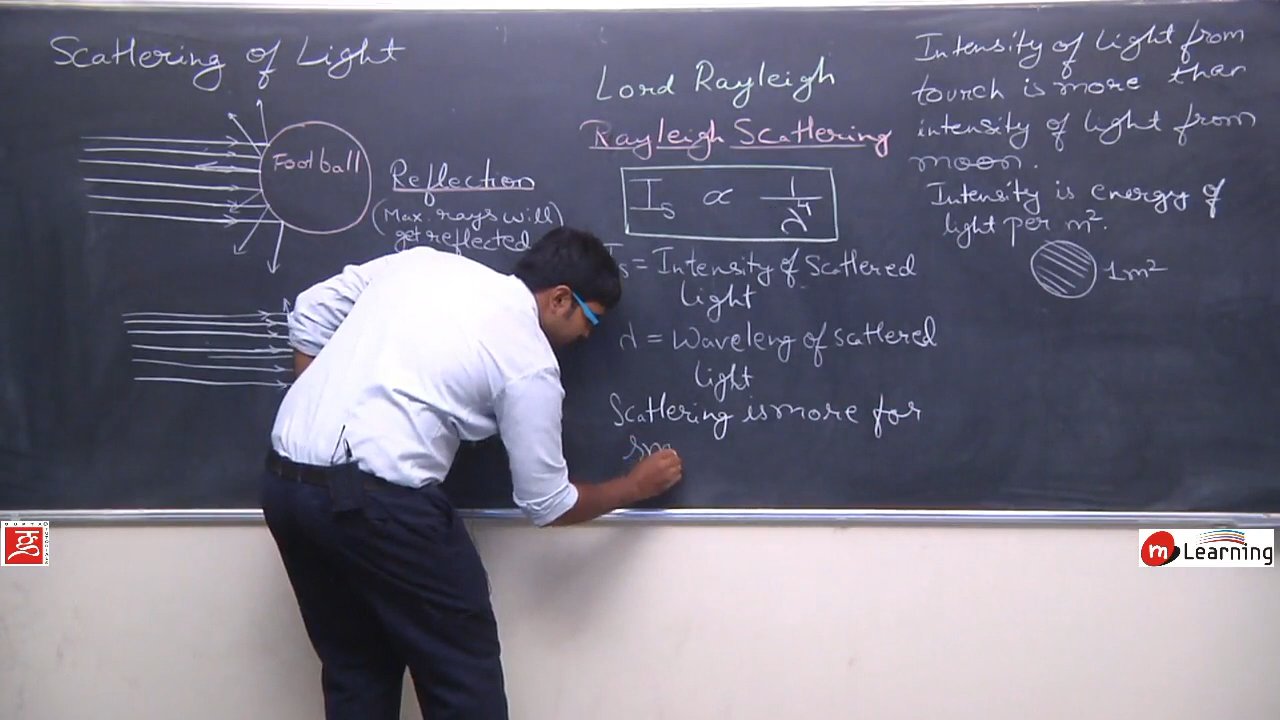 Scattering of Light
Football
Reflection
(Max. rays will)
get reflected
Lord Rayleigh
Rayleigh Scattering
Is ∝ 1/λ⁴
Is = Intensity of Scattered
Light
λ = Waveleng of scattered
light
Scattering is more for
sm
Intensity of Light from
tourch is more than
intensity of light from
moon.
Intensity is energy of
light per m².
1m²
GUPTA
m Learning